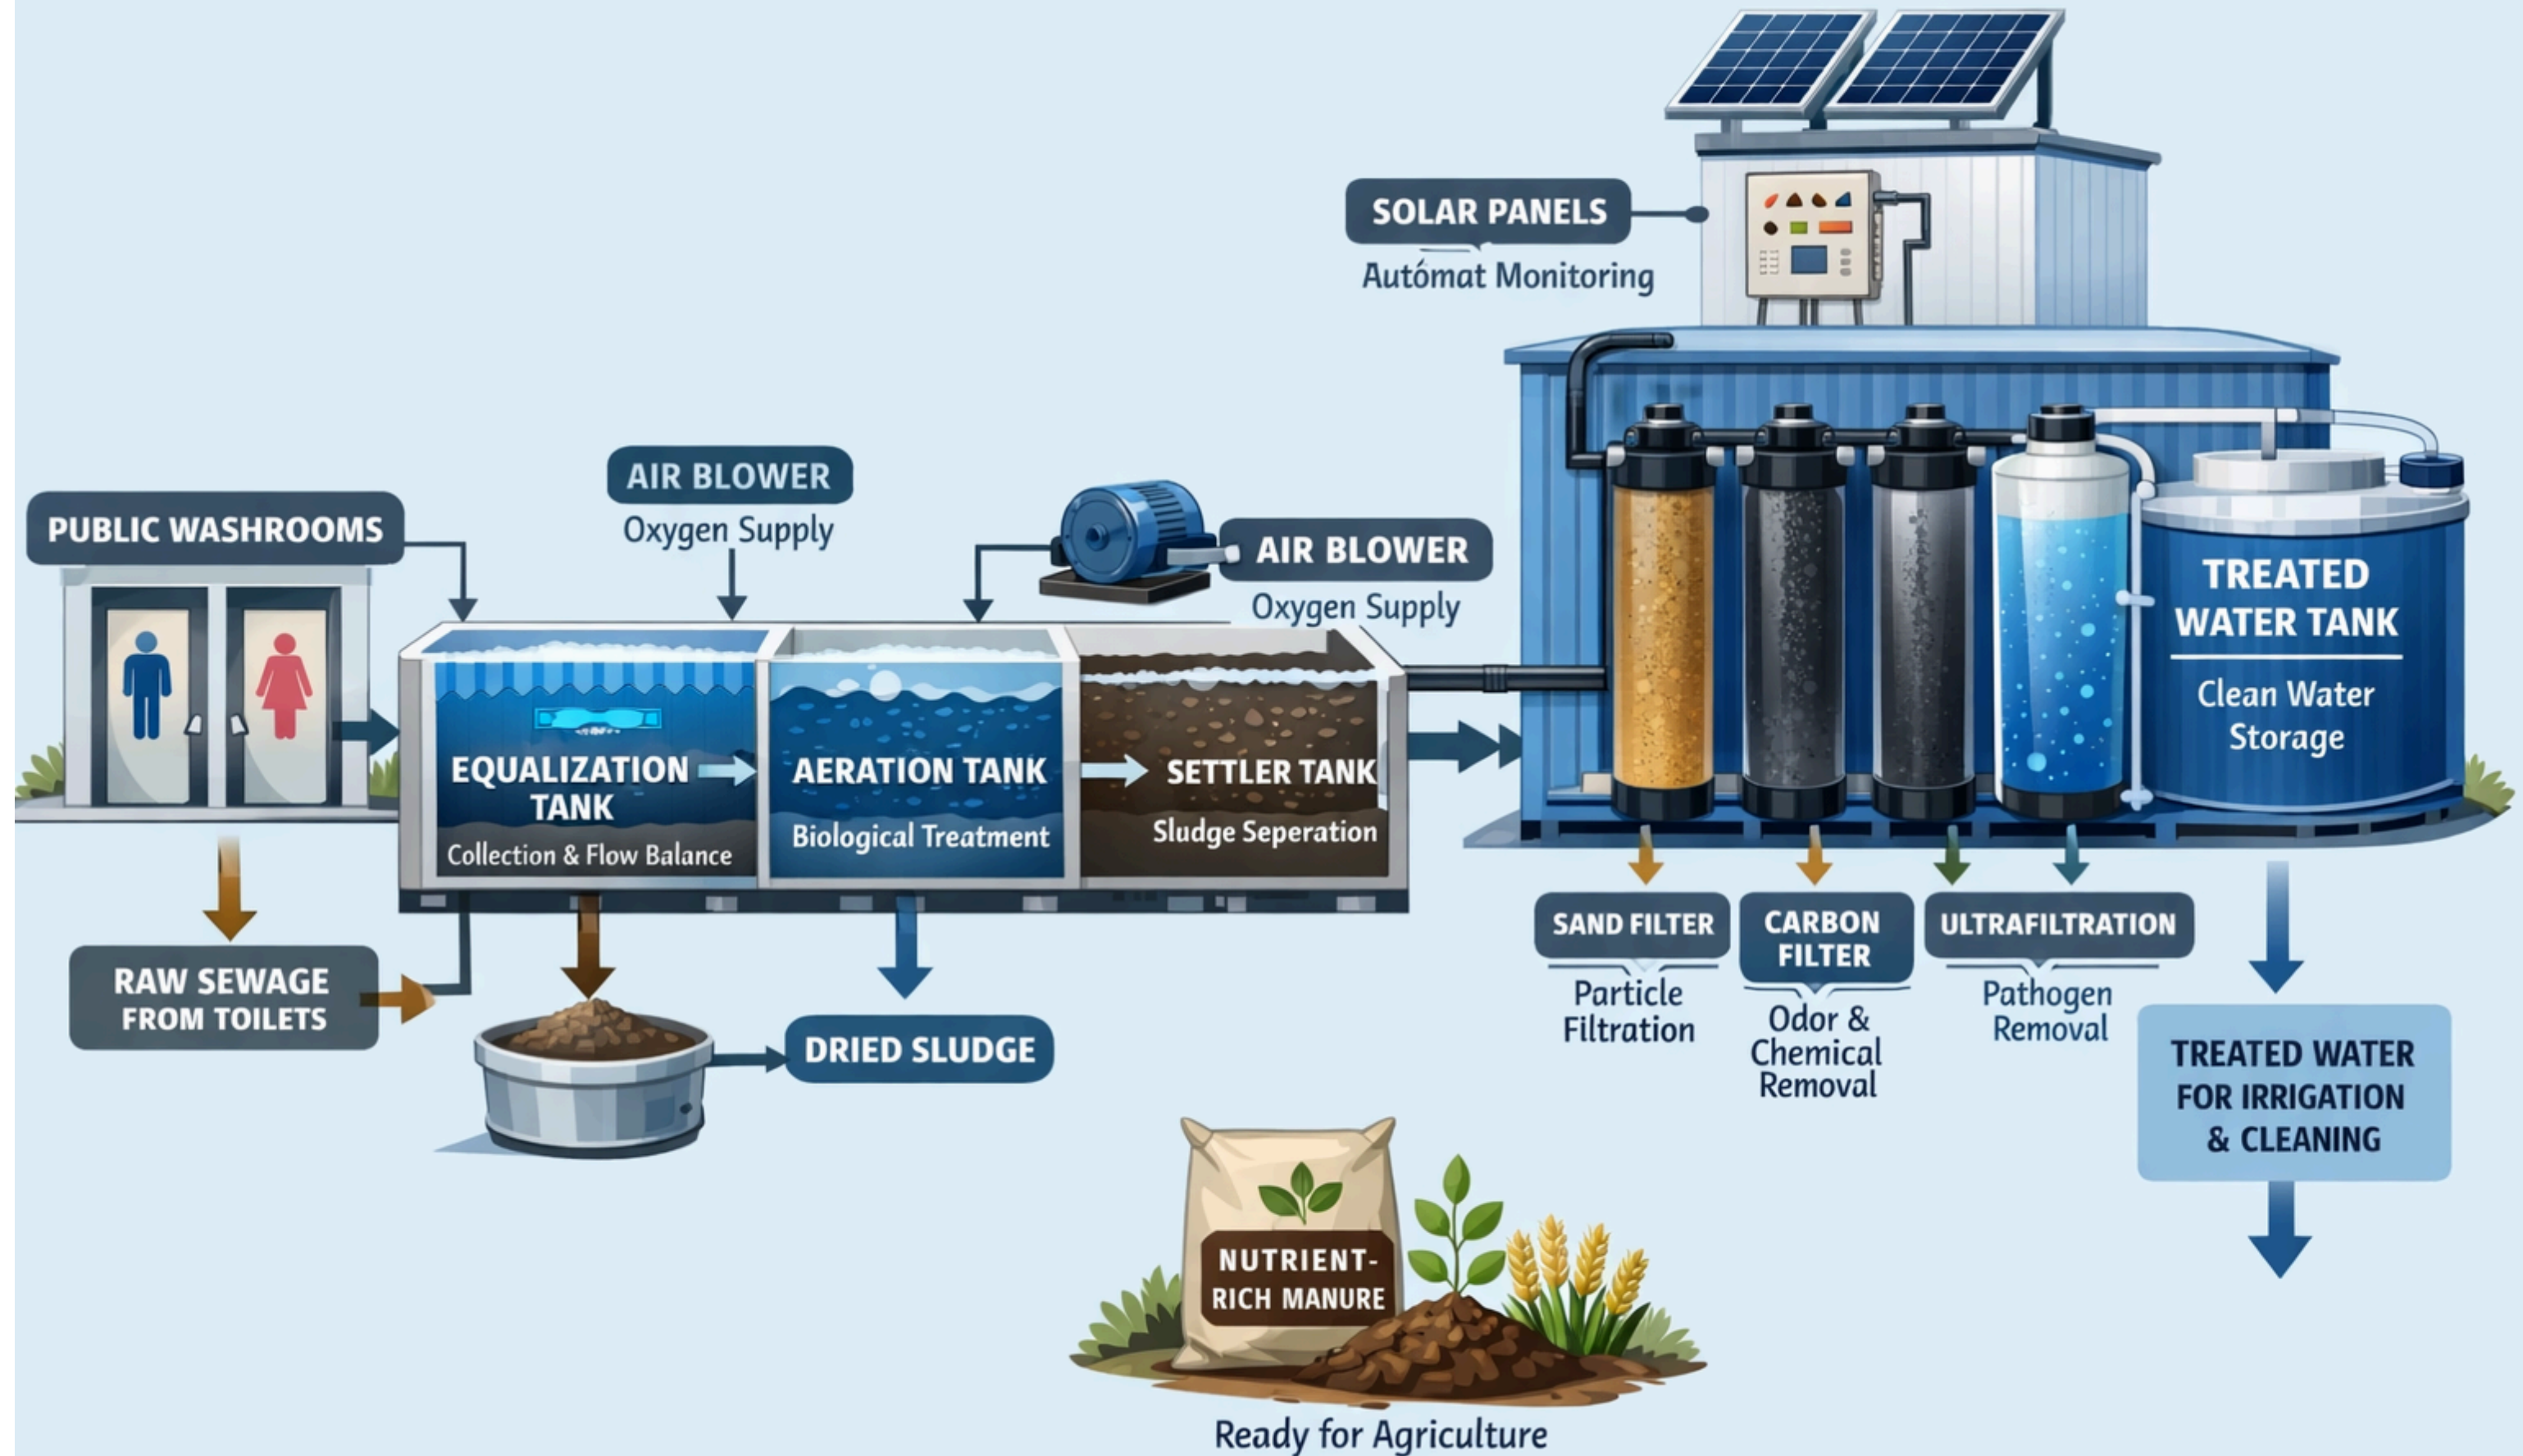 SOLAR PANELS
Autómat Monitoring
AIR BLOWER
Oxygen Supply
PUBLIC WASHROOMS
AIR BLOWER
Oxygen Supply
EQUALIZATION
TANK
Collection & Flow Balance
AERATION TANK
Biological Treatment
SETTLER TANK
Sludge Seperation
TREATED
WATER TANK
Clean Water
Storage
RAW SEWAGE
FROM TOILETS
DRIED SLUDGE
SAND FILTER
Particle
Filtration
CARBON
FILTER
Odor &
Chemical
Removal
ULTRAFILTRATION
Pathogen
Removal
TREATED WATER
FOR IRRIGATION
& CLEANING
NUTRIENT-
RICH MANURE
Ready for Agriculture